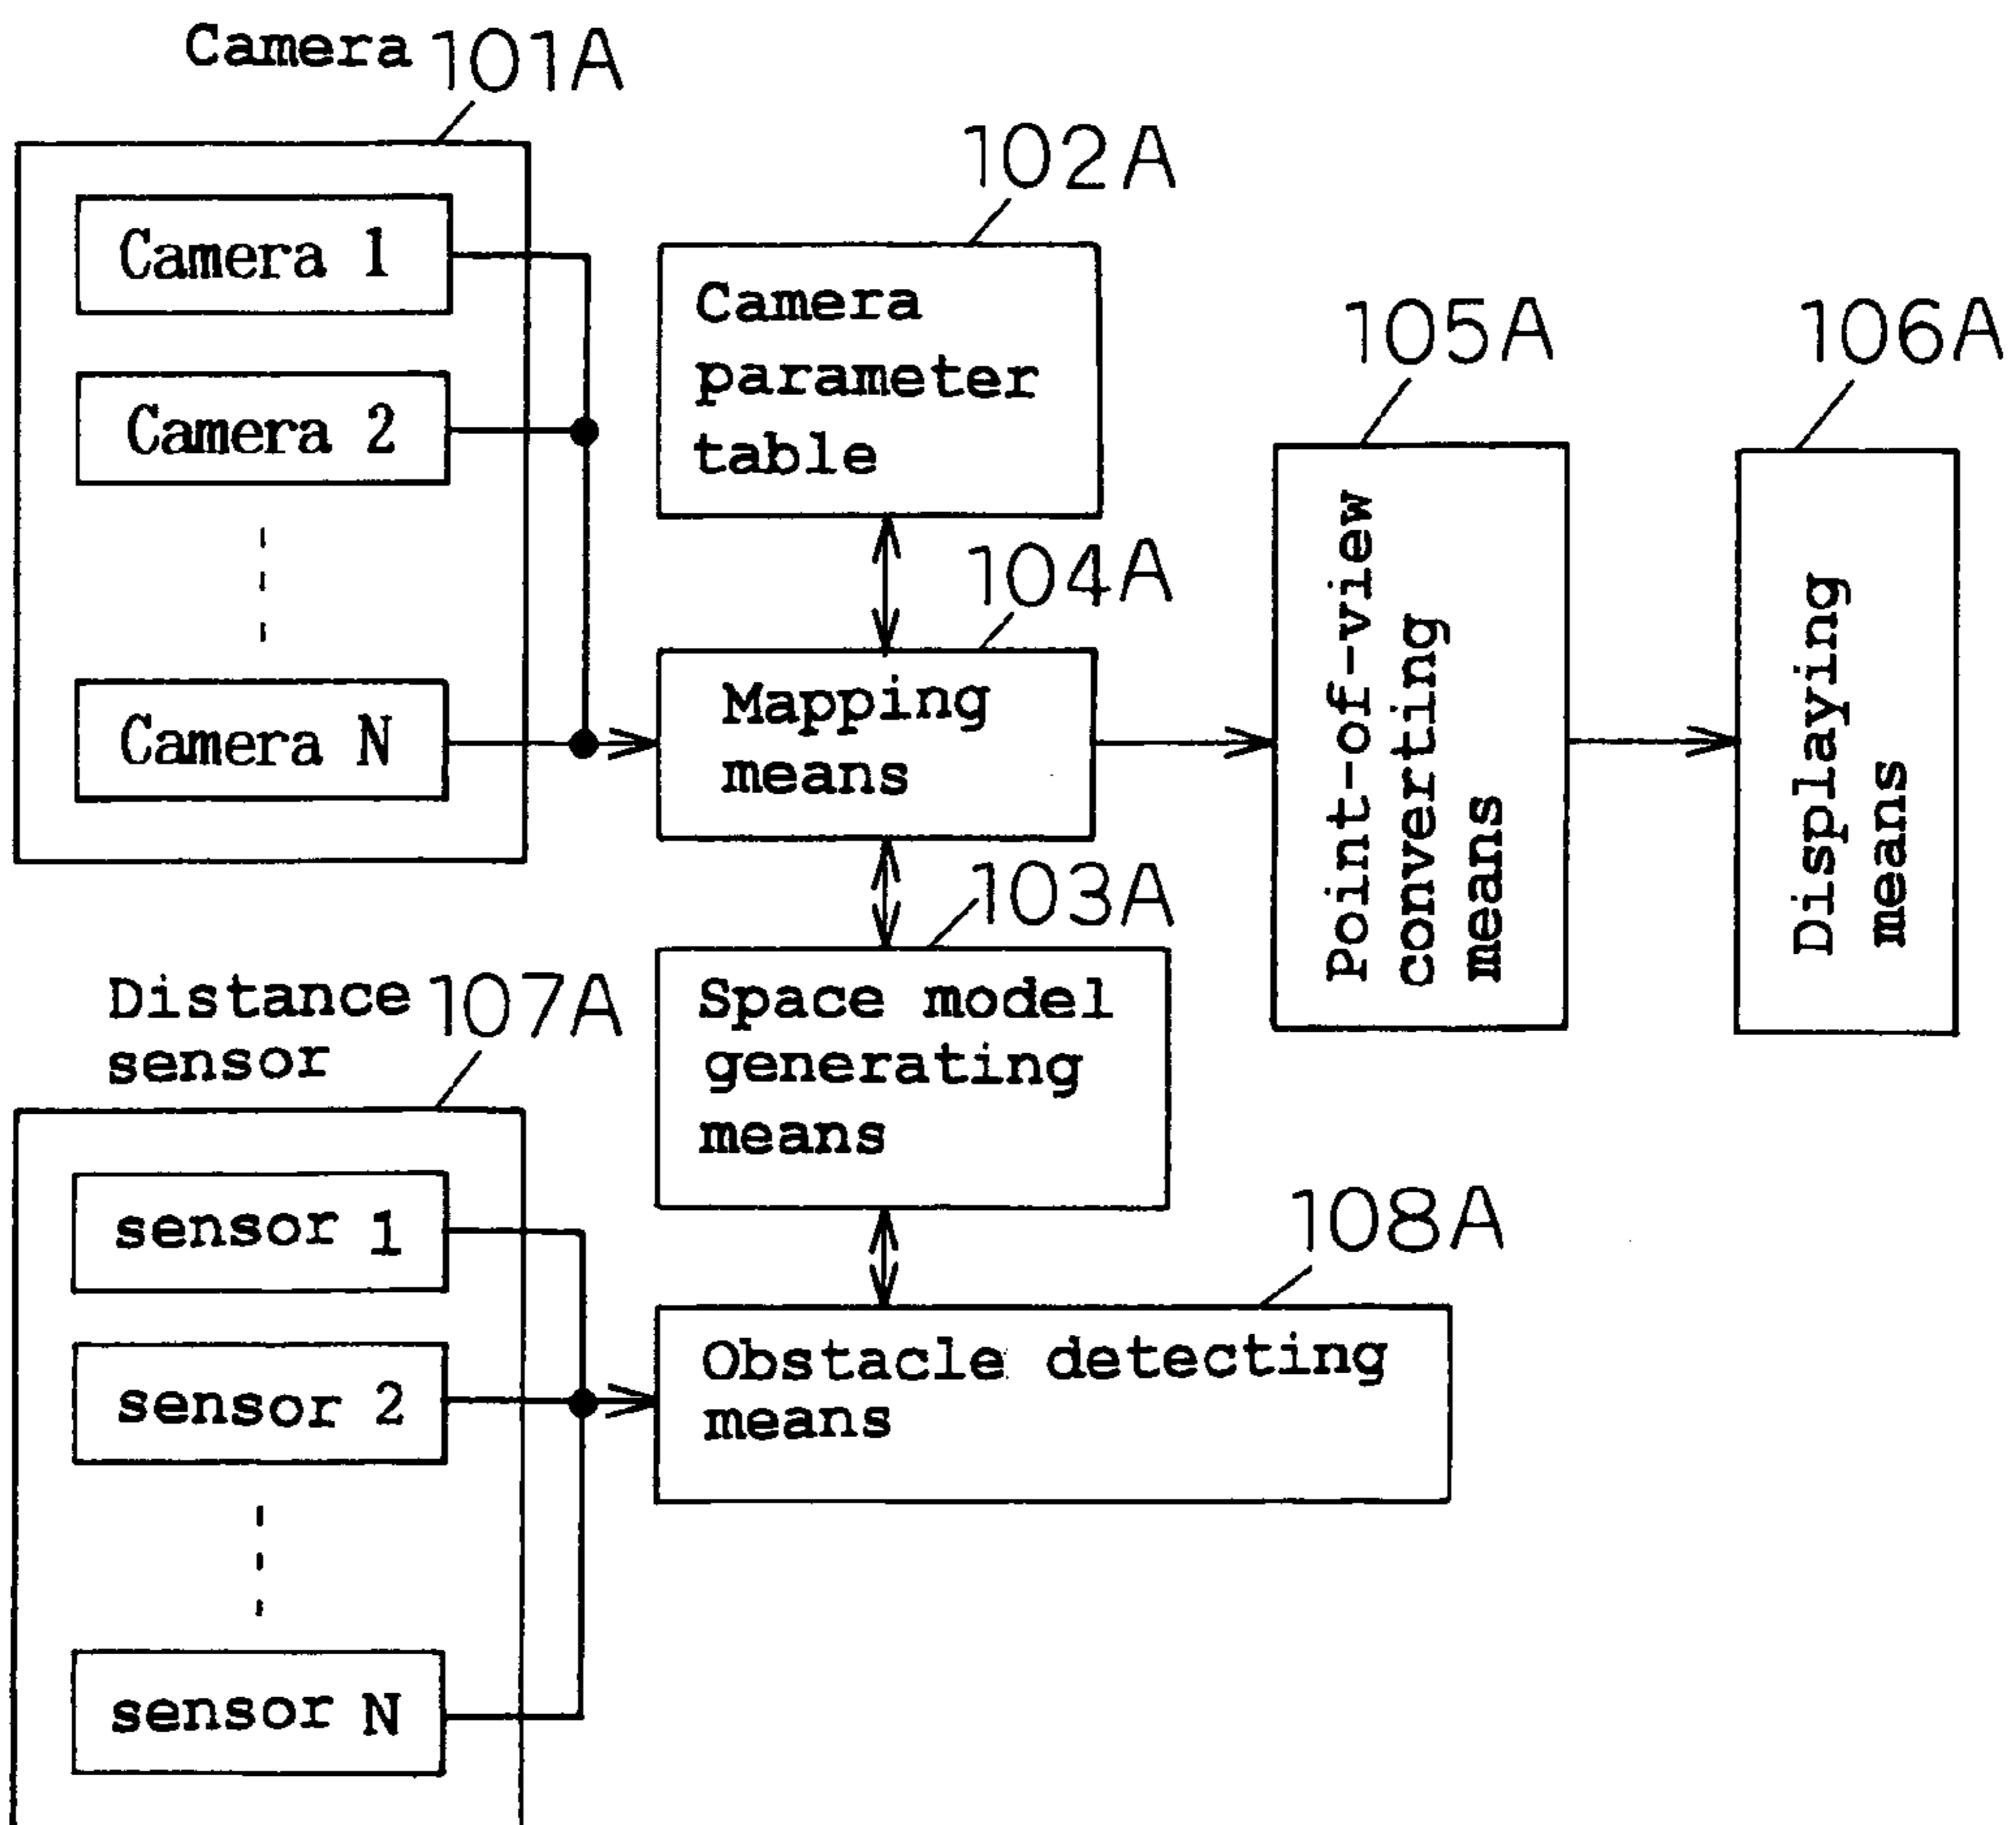 Camera 101A
Camera 1
Camera 2
Camera N
102A
Camera
parameter
table
104A
Mapping
means
103A
Space model
generating
means
105A
Point-of-view
converting
means
106A
Displaying
means
Distance 107A
sensor
sensor 1
sensor 2
sensor N
108A
Obstacle detecting
means